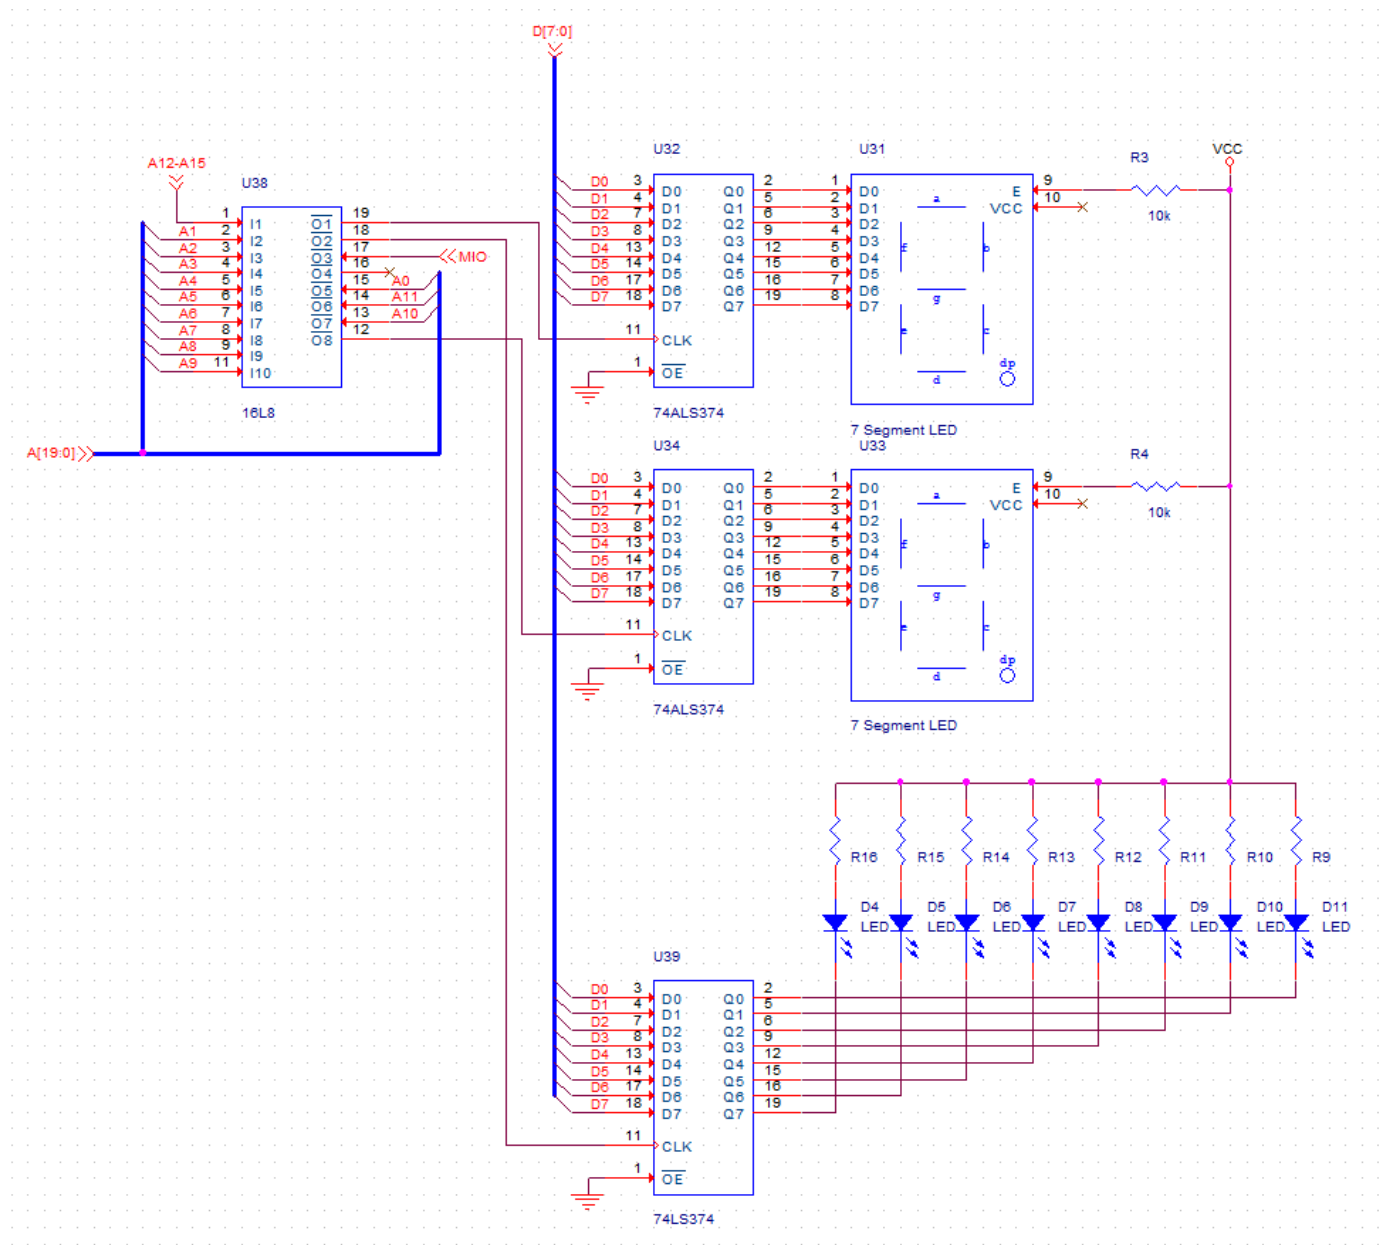 D[7:0]
A12-A15
U38
1 I1 O1 19
A1 2 I2 O2 18
A2 3 I3 O3 17 MIO
A3 4 I4 O4 16
A4 5 I5 O5 15 A0
A5 6 I6 O6 14 A11
A6 7 I7 O7 13 A10
A7 8 I8 O8 12
A8 9 I9
A9 11 I10
16L8
A[19:0]
U32
D0 3 D0 Q0 2
D1 4 D1 Q1 5
D2 7 D2 Q2 6
D3 8 D3 Q3 9
D4 13 D4 Q4 12
D5 14 D5 Q5 15
D6 17 D6 Q6 16
D7 18 D7 Q7 19
11 CLK
1 OE
74ALS374
U31
1 D0 E 9
2 D1 VCC 10
3 D2
4 D3
5 D4
6 D5
7 D6
8 D7
a
f b
g
e c
d
dp
7 Segment LED
R3
10k
VCC
U34
D0 3 D0 Q0 2
D1 4 D1 Q1 5
D2 7 D2 Q2 6
D3 8 D3 Q3 9
D4 13 D4 Q4 12
D5 14 D5 Q5 15
D6 17 D6 Q6 16
D7 18 D7 Q7 19
11 CLK
1 OE
74ALS374
U33
1 D0 E 9
2 D1 VCC 10
3 D2
4 D3
5 D4
6 D5
7 D6
8 D7
a
f b
g
e c
d
dp
7 Segment LED
R4
10k
R16 R15 R14 R13 R12 R11 R10 R9
D4 D5 D6 D7 D8 D9 D10 D11
LED LED LED LED LED LED LED LED
U39
D0 3 D0 Q0 2
D1 4 D1 Q1 5
D2 7 D2 Q2 6
D3 8 D3 Q3 9
D4 13 D4 Q4 12
D5 14 D5 Q5 15
D6 17 D6 Q6 16
D7 18 D7 Q7 19
11 CLK
1 OE
74LS374